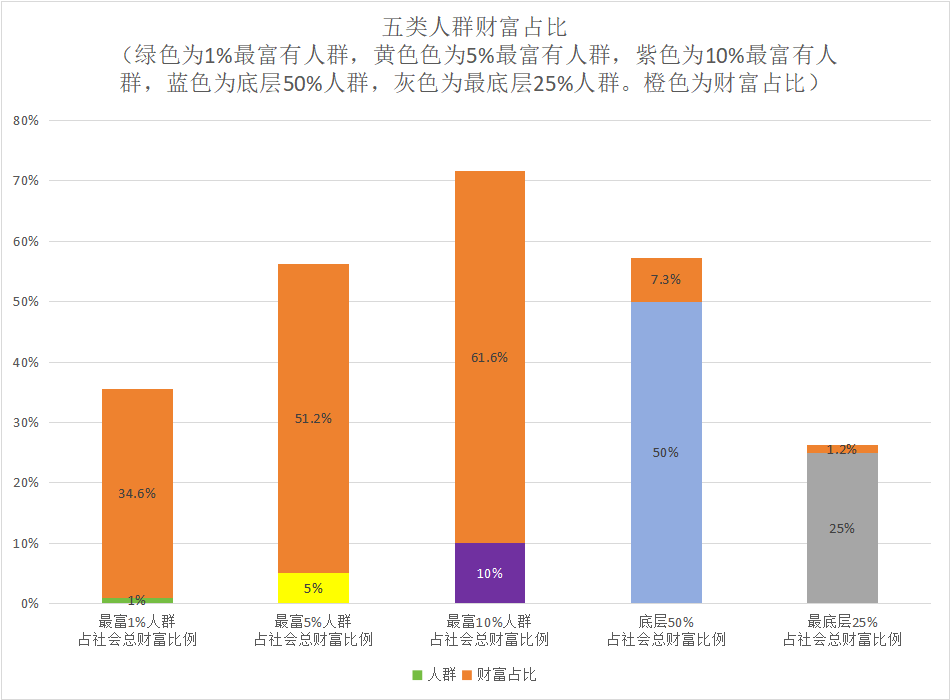 五类人群财富占比
（绿色为1%最富有人群，黄色色为5%最富有人群，紫色为10%最富有人
群，蓝色为底层50%人群，灰色为最底层25%人群。橙色为财富占比）
80%
70%
60%
50%
40%
30%
20%
10%
0%
34.6%
1%
51.2%
5%
61.6%
10%
7.3%
50%
1.2%
25%
最富1%人群
占社会总财富比例
最富5%人群
占社会总财富比例
最富10%人群
占社会总财富比例
底层50%
占社会总财富比例
最底层25%
占社会总财富比例
人群 财富占比